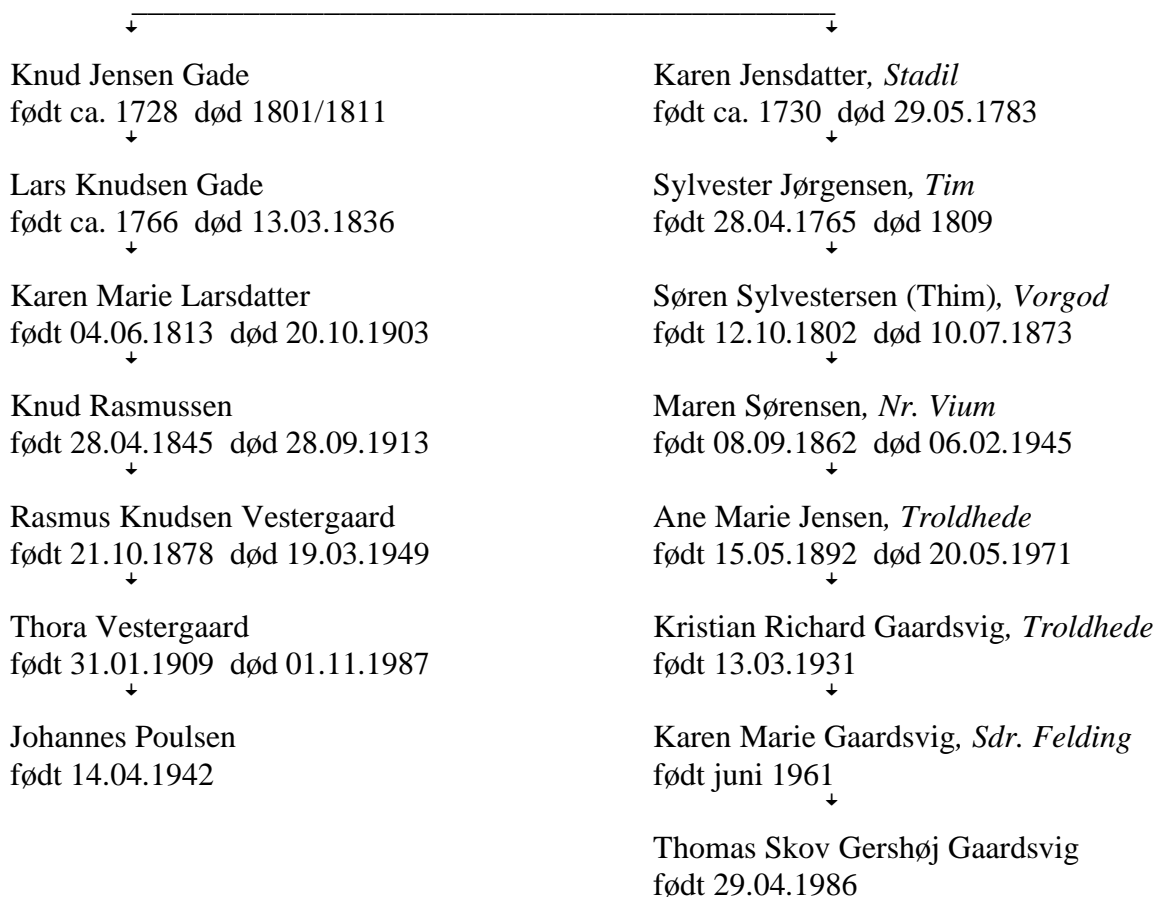 Knud Jensen Gade
født ca. 1728 død 1801/1811
Lars Knudsen Gade
født ca. 1766 død 13.03.1836
Karen Marie Larsdatter
født 04.06.1813 død 20.10.1903
Knud Rasmussen
født 28.04.1845 død 28.09.1913
Rasmus Knudsen Vestergaard
født 21.10.1878 død 19.03.1949
Thora Vestergaard
født 31.01.1909 død 01.11.1987
Johannes Poulsen
født 14.04.1942
Karen Jensdatter, Stadil
født ca. 1730 død 29.05.1783
Sylvester Jørgensen, Tim
født 28.04.1765 død 1809
Søren Sylvestersen (Thim), Vorgod
født 12.10.1802 død 10.07.1873
Maren Sørensen, Nr. Vium
født 08.09.1862 død 06.02.1945
Ane Marie Jensen, Troldhede
født 15.05.1892 død 20.05.1971
Kristian Richard Gaardsvig, Troldhede
født 13.03.1931
Karen Marie Gaardsvig, Sdr. Felding
født juni 1961
Thomas Skov Gershøj Gaardsvig
født 29.04.1986